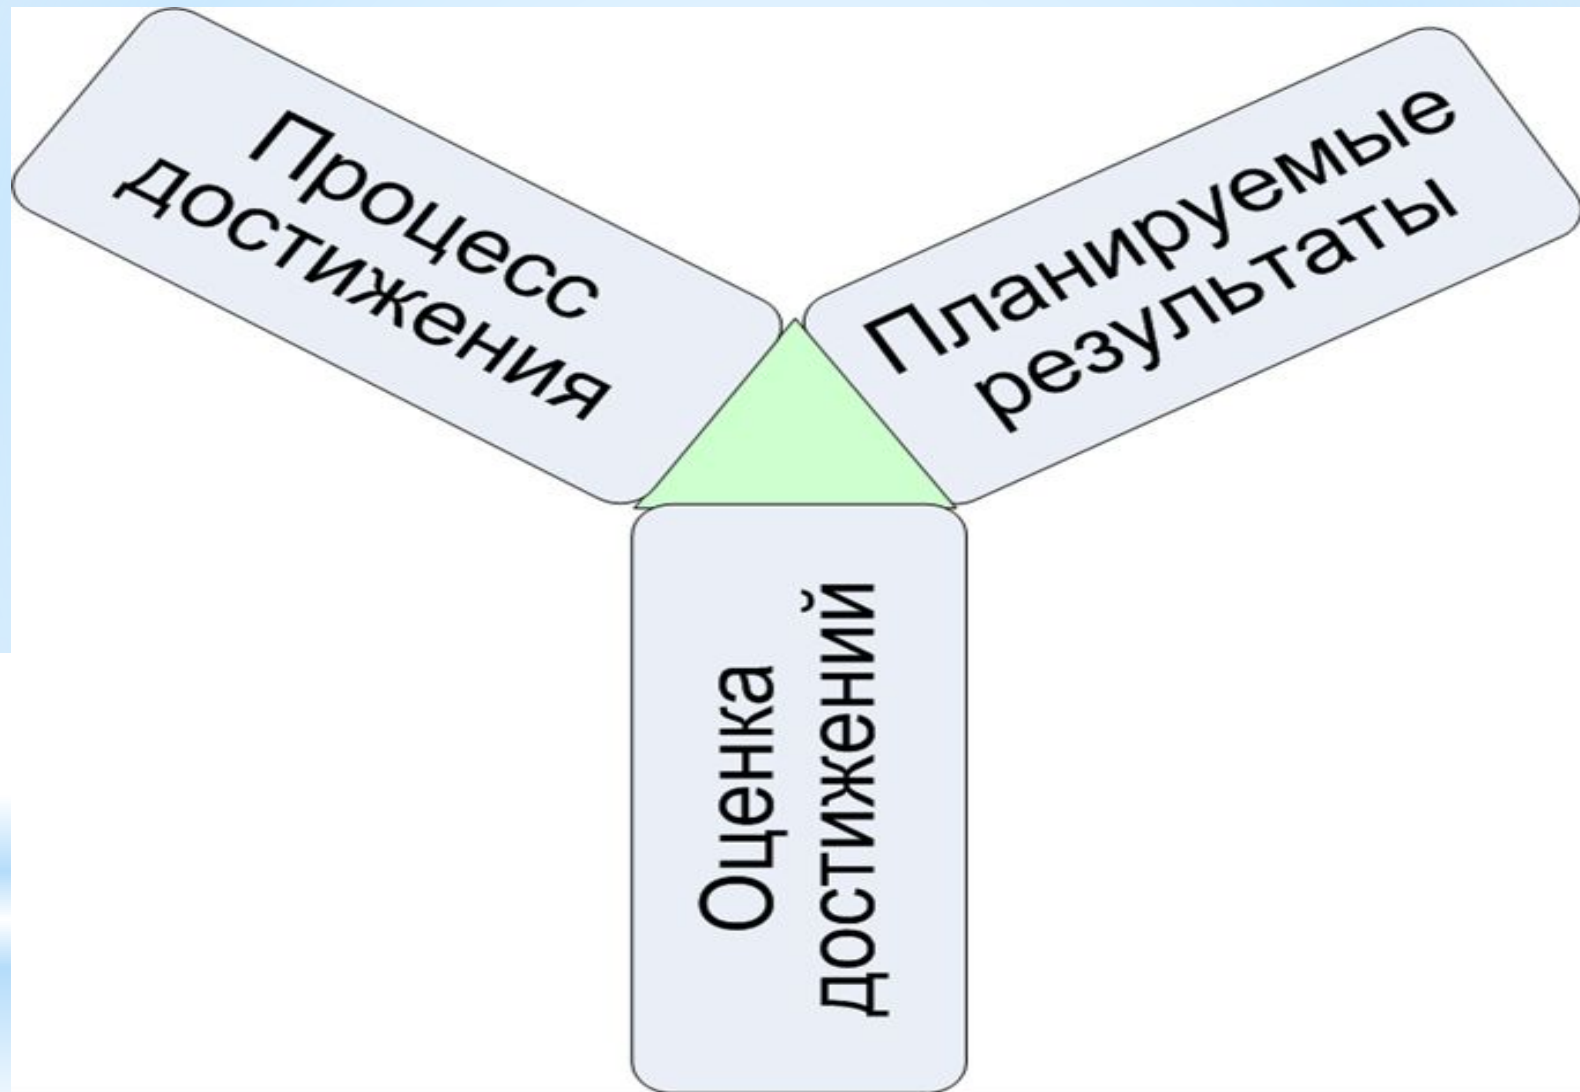 Процесс
достижения
Планируемые
результаты
Оценка
достижений